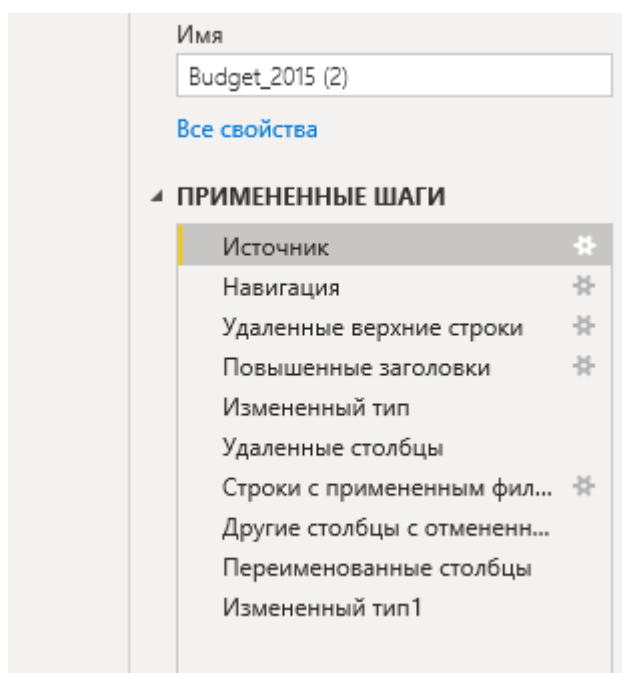 Имя
Budget_2015 (2)
Все свойства
ПРИМЕНЕННЫЕ ШАГИ
Источник
Навигация
Удаленные верхние строки
Повышенные заголовки
Измененный тип
Удаленные столбцы
Строки с примененным фил...
Другие столбцы с отмененн...
Переименованные столбцы
Измененный тип1